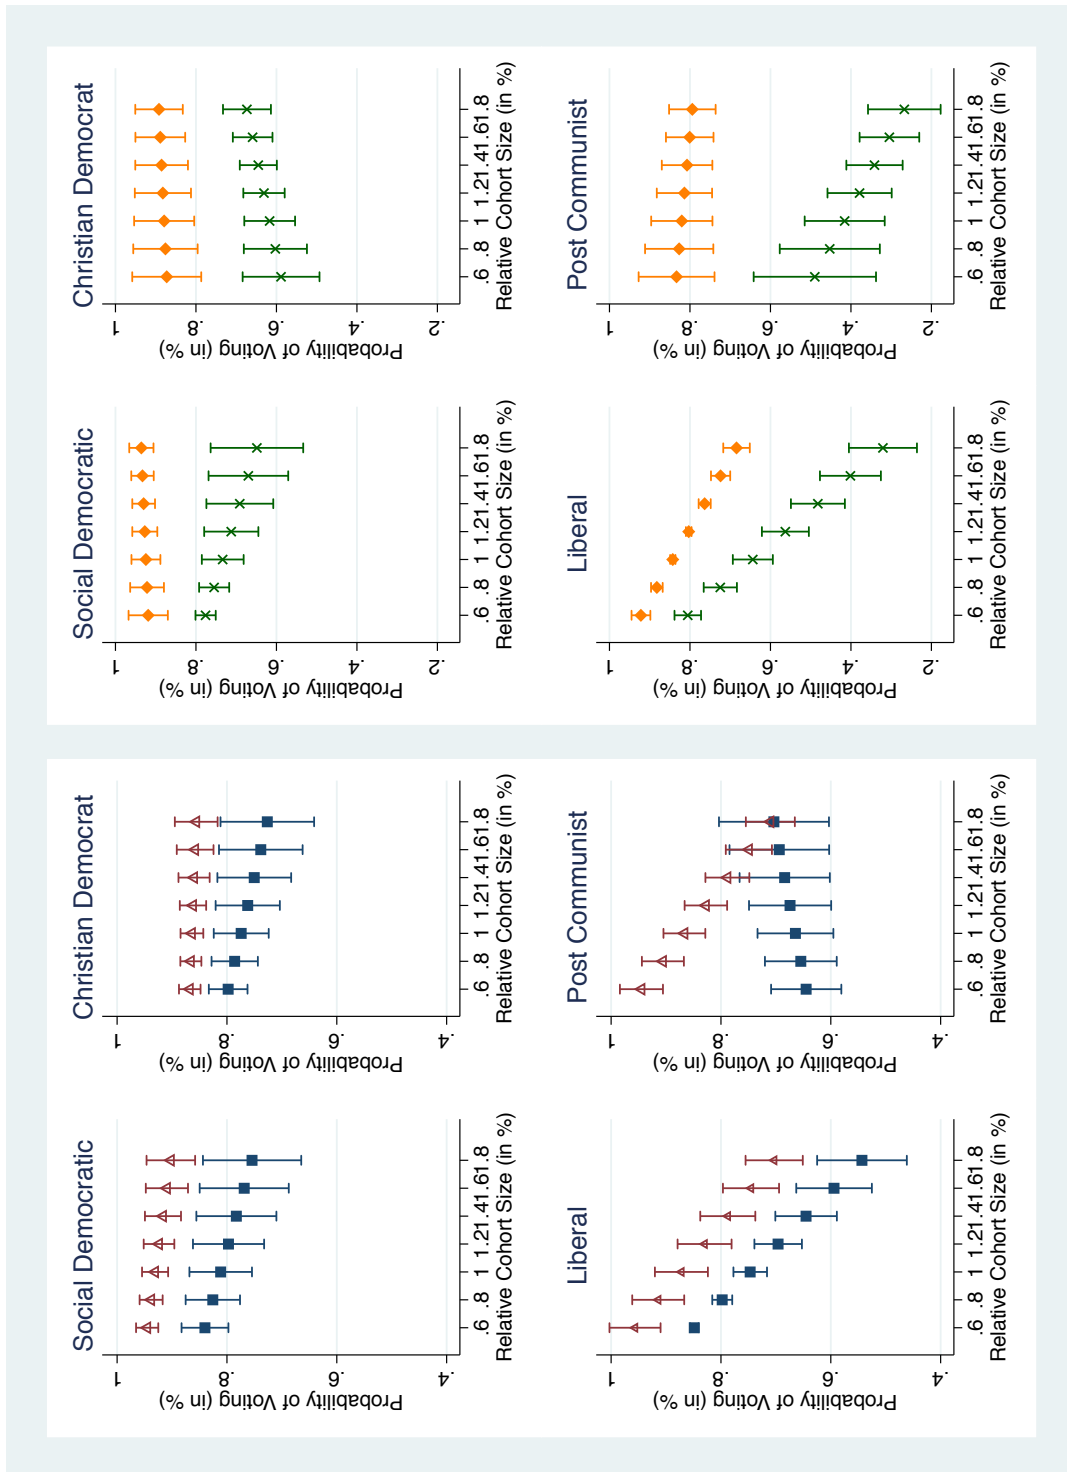 Social Democratic
1
.8
.6
.4
Probability of Voting (in %)
.6 .8 1 1.21.41.61.8
Relative Cohort Size (in %)
Christian Democrat
1
.8
.6
.4
Probability of Voting (in %)
.6 .8 1 1.21.41.61.8
Relative Cohort Size (in %)
Liberal
1
.8
.6
.4
Probability of Voting (in %)
.6 .8 1 1.21.41.61.8
Relative Cohort Size (in %)
Post Communist
1
.8
.6
.4
Probability of Voting (in %)
.6 .8 1 1.21.41.61.8
Relative Cohort Size (in %)
Social Democratic
1
.8
.6
.4
.2
Probability of Voting (in %)
.6 .8 1 1.21.41.61.8
Relative Cohort Size (in %)
Christian Democrat
1
.8
.6
.4
.2
Probability of Voting (in %)
.6 .8 1 1.21.41.61.8
Relative Cohort Size (in %)
Liberal
1
.8
.6
.4
.2
Probability of Voting (in %)
.6 .8 1 1.21.41.61.8
Relative Cohort Size (in %)
Post Communist
1
.8
.6
.4
.2
Probability of Voting (in %)
.6 .8 1 1.21.41.61.8
Relative Cohort Size (in %)